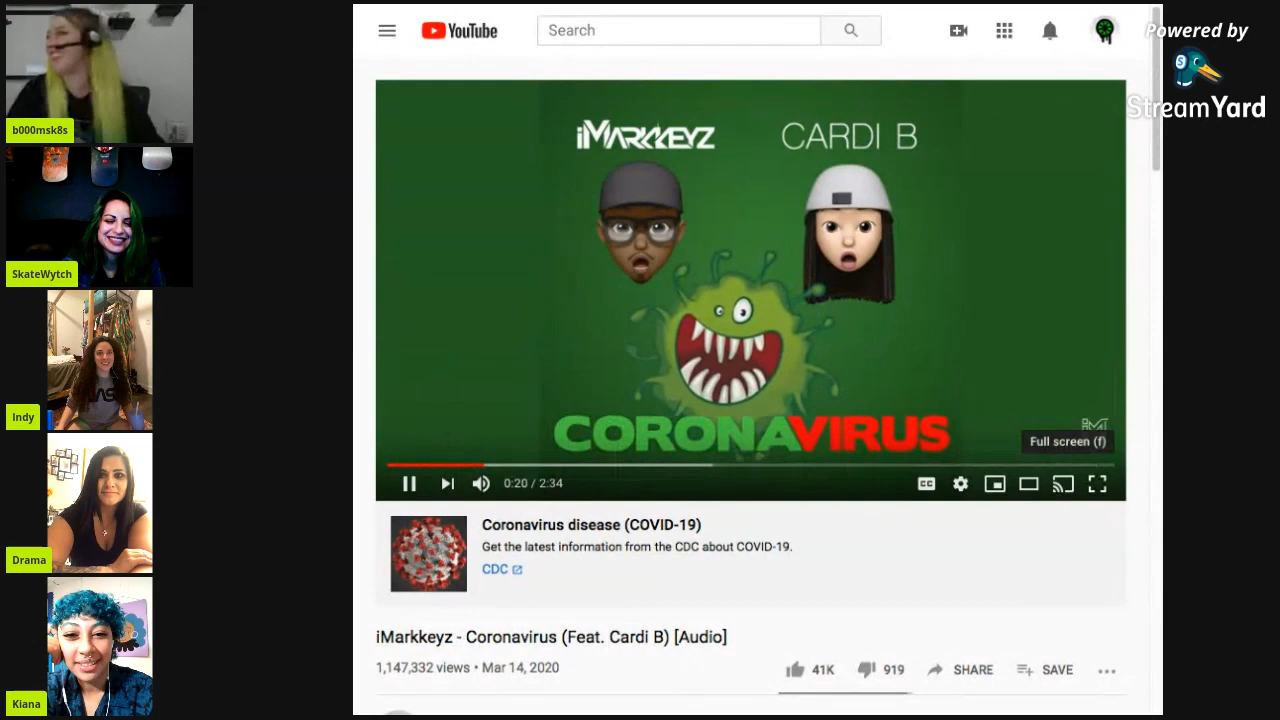 b000msk8s
SkateWytch
Indy
Drama
Kiana
YouTube
Search
Powered by
StreamYard
iMARKKEYZ
CARDI B
CORONAVIRUS
Full screen (f)
0:20 / 2:34
CC
Coronavirus disease (COVID-19)
Get the latest information from the CDC about COVID-19.
CDC
iMarkkeyz - Coronavirus (Feat. Cardi B) [Audio]
1,147,332 views • Mar 14, 2020
41K
919
SHARE
SAVE